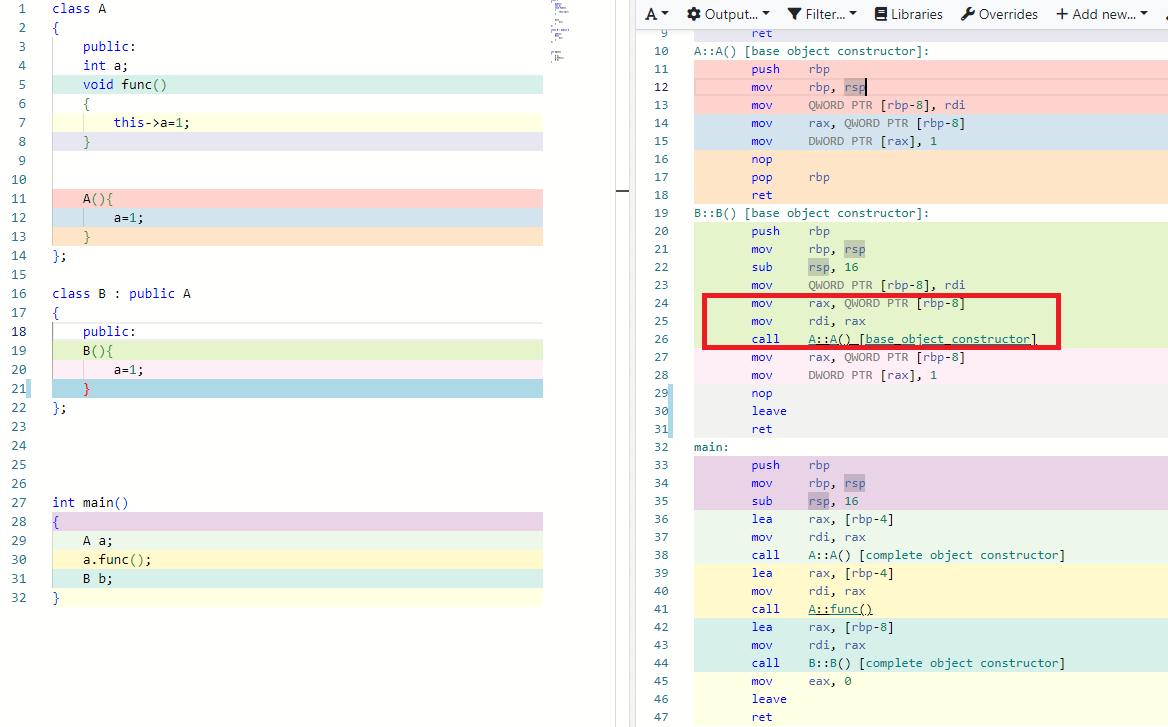 1 class A
2 {
3     public:
4     int a;
5     void func()
6     {
7         this->a=1;
8     }
9
10
11     A(){
12         a=1;
13     }
14 };
15
16 class B : public A
17 {
18     public:
19     B(){
20         a=1;
21     }
22 };
23
24
25
26
27 int main()
28 {
29     A a;
30     a.func();
31     B b;
32 }
A Output... Filter... Libraries Overrides + Add new...
9         ret
10 A::A() [base object constructor]:
11         push    rbp
12         mov     rbp, rsp
13         mov     QWORD PTR [rbp-8], rdi
14         mov     rax, QWORD PTR [rbp-8]
15         mov     DWORD PTR [rax], 1
16         nop
17         pop     rbp
18         ret
19 B::B() [base object constructor]:
20         push    rbp
21         mov     rbp, rsp
22         sub     rsp, 16
23         mov     QWORD PTR [rbp-8], rdi
24         mov     rax, QWORD PTR [rbp-8]
25         mov     rdi, rax
26         call    A::A() [base object constructor]
27         mov     rax, QWORD PTR [rbp-8]
28         mov     DWORD PTR [rax], 1
29         nop
30         leave
31         ret
32 main:
33         push    rbp
34         mov     rbp, rsp
35         sub     rsp, 16
36         lea     rax, [rbp-4]
37         mov     rdi, rax
38         call    A::A() [complete object constructor]
39         lea     rax, [rbp-4]
40         mov     rdi, rax
41         call    A::func()
42         lea     rax, [rbp-8]
43         mov     rdi, rax
44         call    B::B() [complete object constructor]
45         mov     eax, 0
46         leave
47         ret